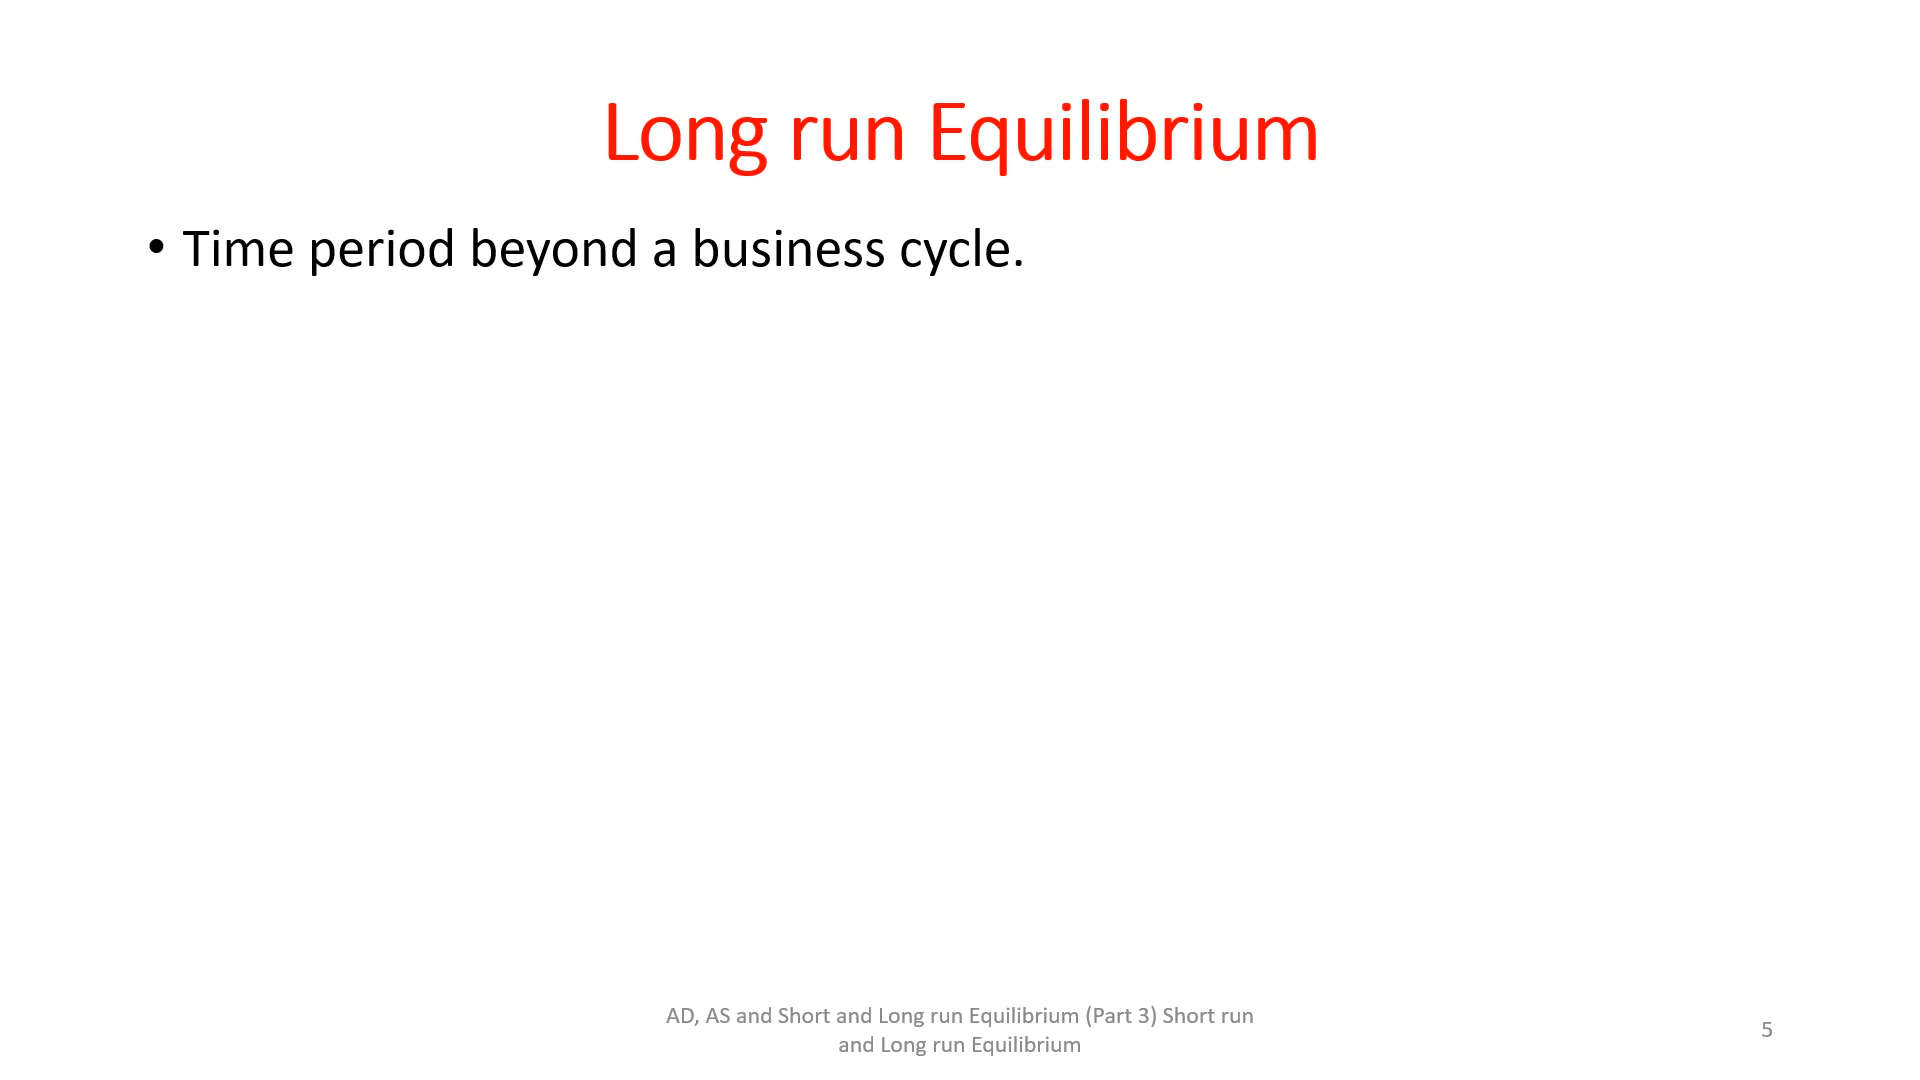 Long run Equilibrium
• Time period beyond a business cycle.
AD, AS and Short and Long run Equilibrium (Part 3) Short run
and Long run Equilibrium
5